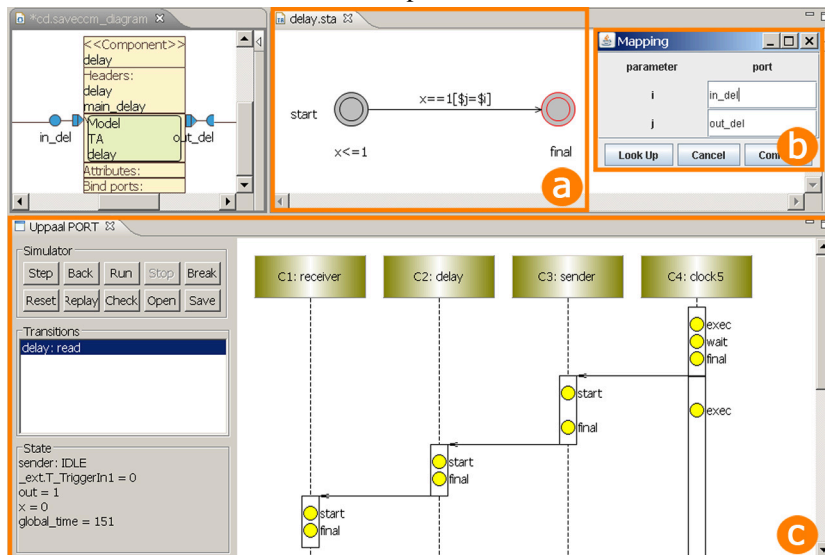 *cd.saveccm_diagram
<<Component>>
delay
Headers:
delay
main_delay
Model
TA
delay
in_del
out_del
Attributes:
Bind ports:
delay.sta
start
x==1[$j=$i]
x<=1
final
a
Mapping
parameter
port
i
in_del
j
out_del
Look Up
Cancel
b
Uppaal PORT
Simulator
Step
Back
Run
Stop
Break
Reset
Replay
Check
Open
Save
Transitions
delay: read
State
sender: IDLE
_ext.T_TriggerIn1 = 0
out = 1
x = 0
global_time = 151
C1: receiver
C2: delay
C3: sender
C4: clock5
exec
wait
final
start
exec
final
start
final
start
final
c